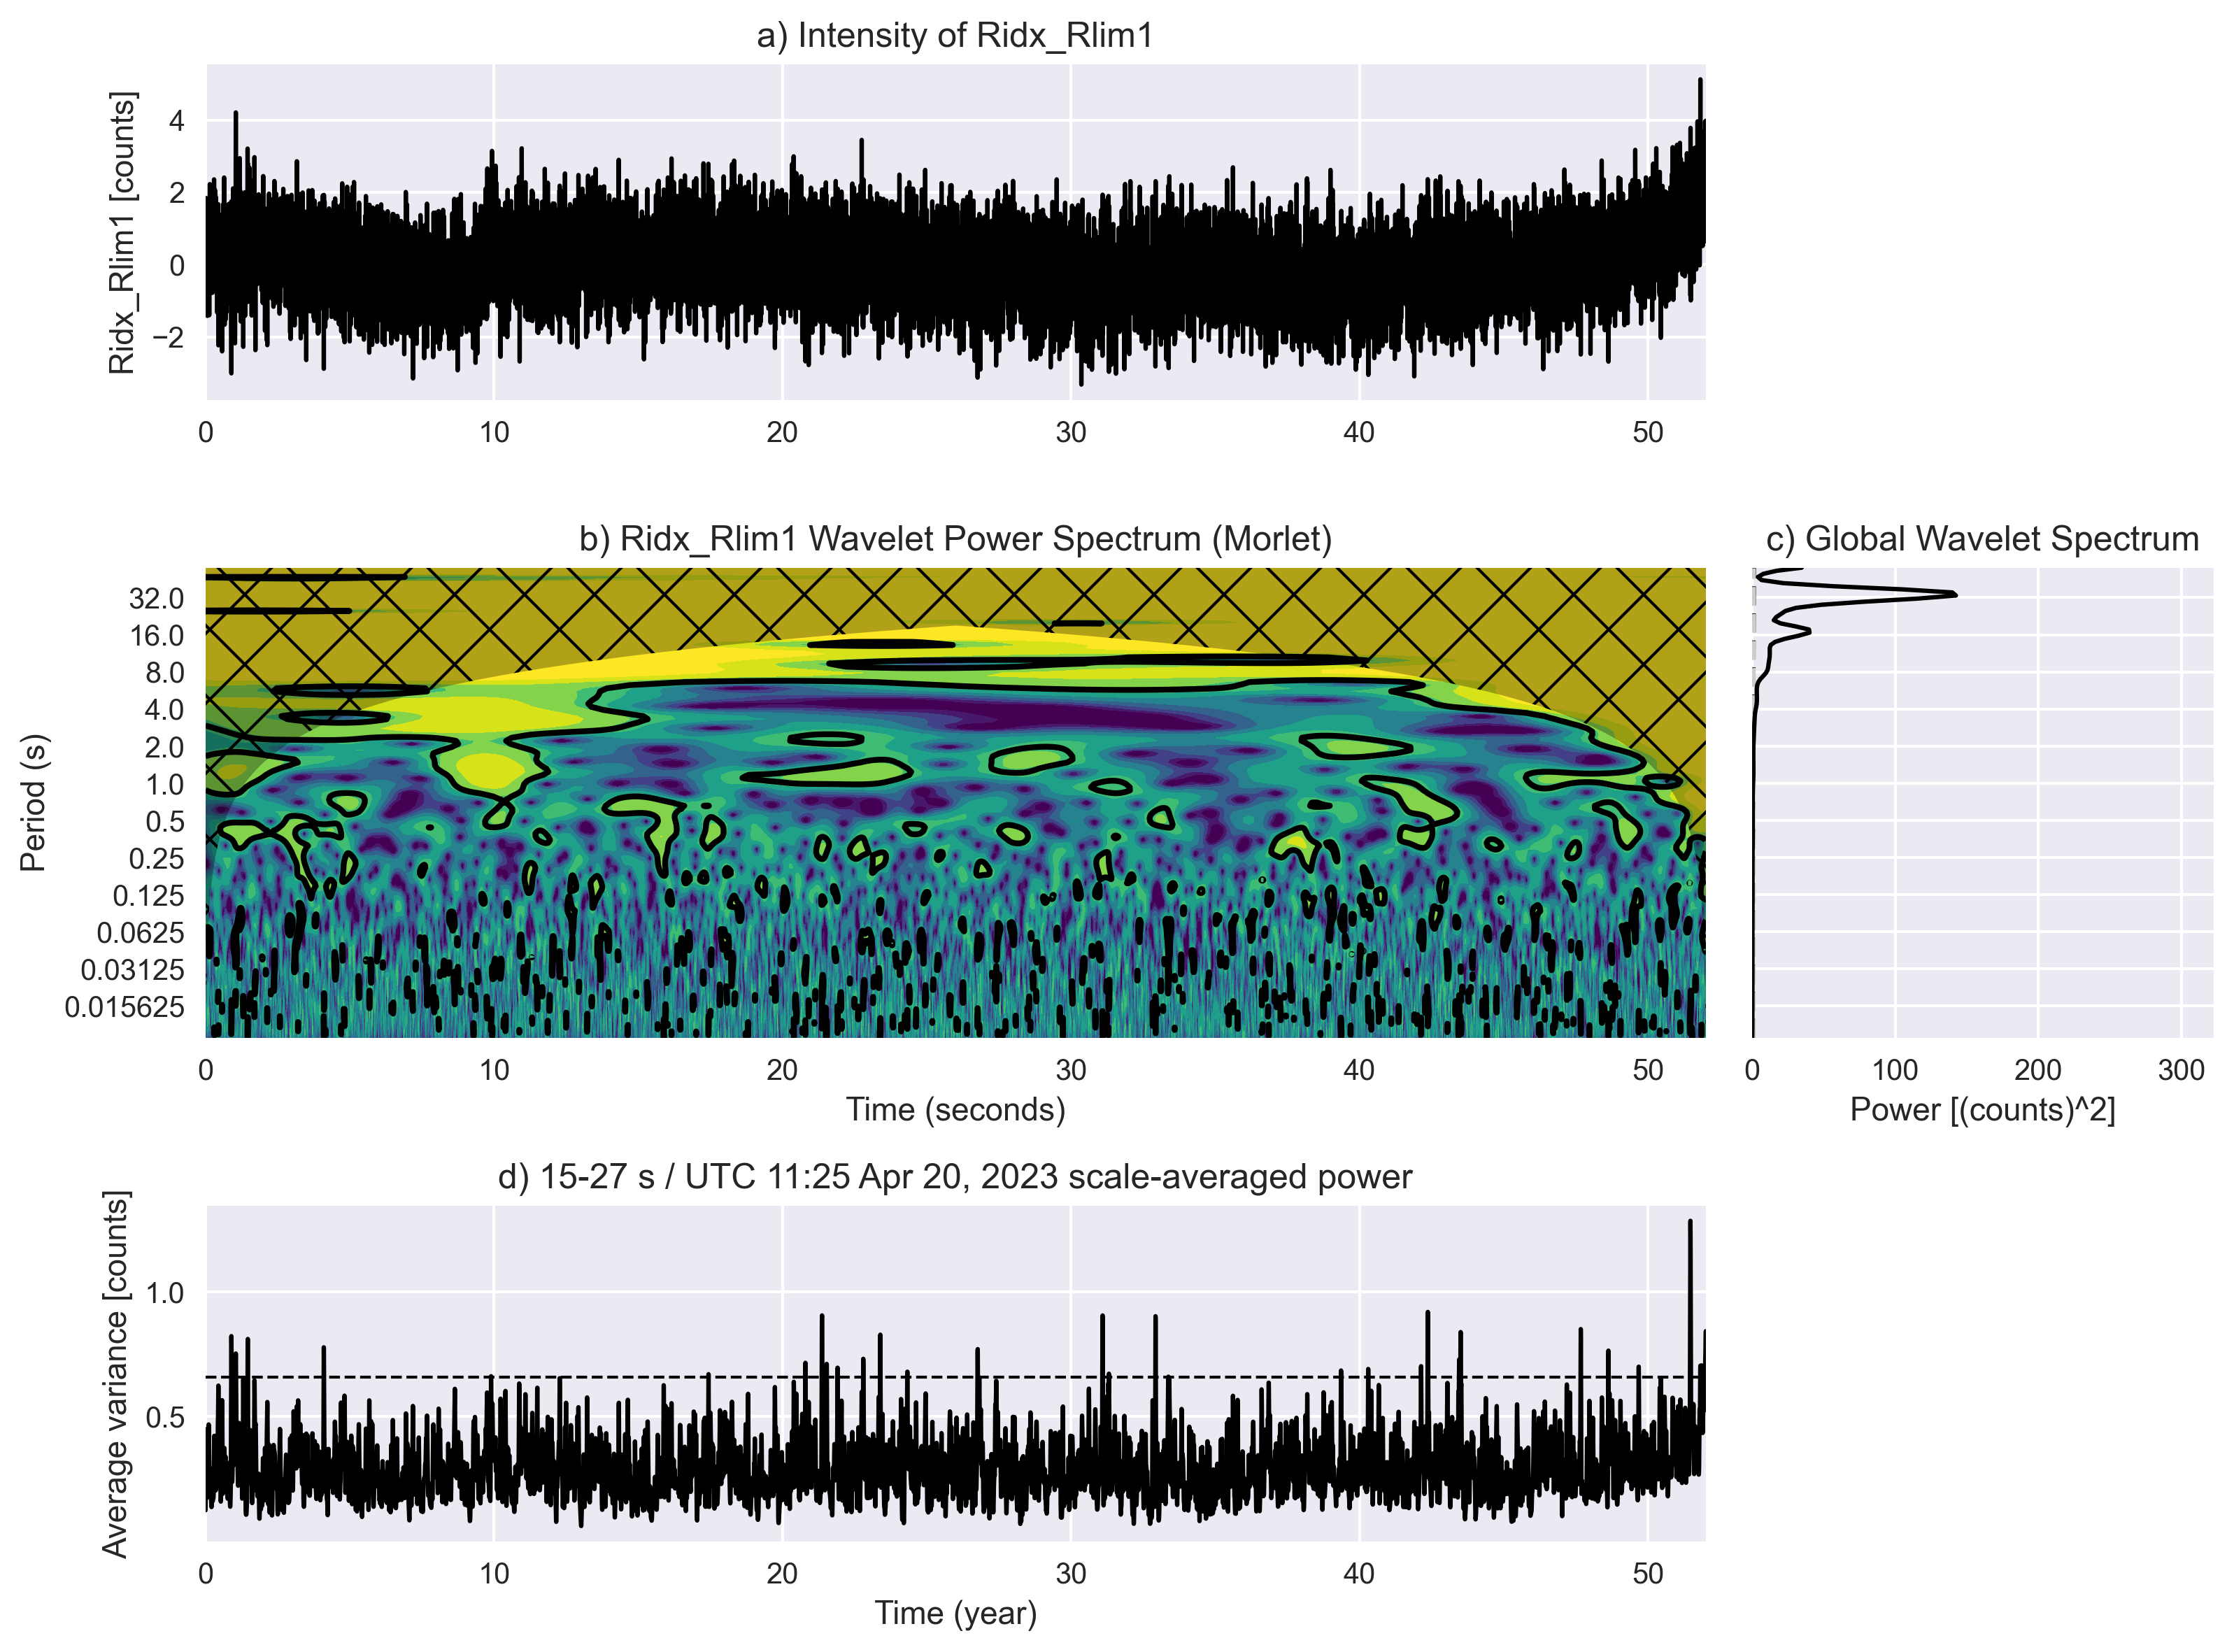 a) Intensity of Ridx_Rlim1
Ridx_Rlim1 [counts]
4
2
0
−2
0 10 20 30 40 50
b) Ridx_Rlim1 Wavelet Power Spectrum (Morlet)
Period (s)
32.0
16.0
8.0
4.0
2.0
1.0
0.5
0.25
0.125
0.0625
0.03125
0.015625
0 10 20 30 40 50
Time (seconds)
c) Global Wavelet Spectrum
0 100 200 300
Power [(counts)^2]
d) 15-27 s / UTC 11:25 Apr 20, 2023 scale-averaged power
Average variance [counts]
1.0
0.5
0 10 20 30 40 50
Time (year)